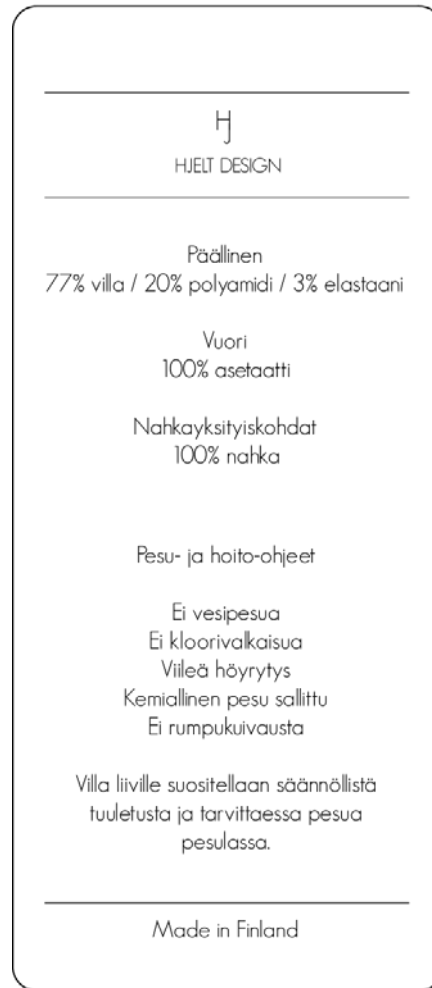 HJ
HJELT DESIGN
Päällinen
77% villa / 20% polyamidi / 3% elastaani
Vuori
100% asetaatti
Nahkayksityiskohdat
100% nahka
Pesu- ja hoito-ohjeet
Ei vesipesua
Ei kloorivalkaisua
Viileä höyrytys
Kemiallinen pesu sallittu
Ei rumpukuivausta
Villa liiville suositellaan säännöllistä
tuuletusta ja tarvittaessa pesua
pesulassa.
Made in Finland